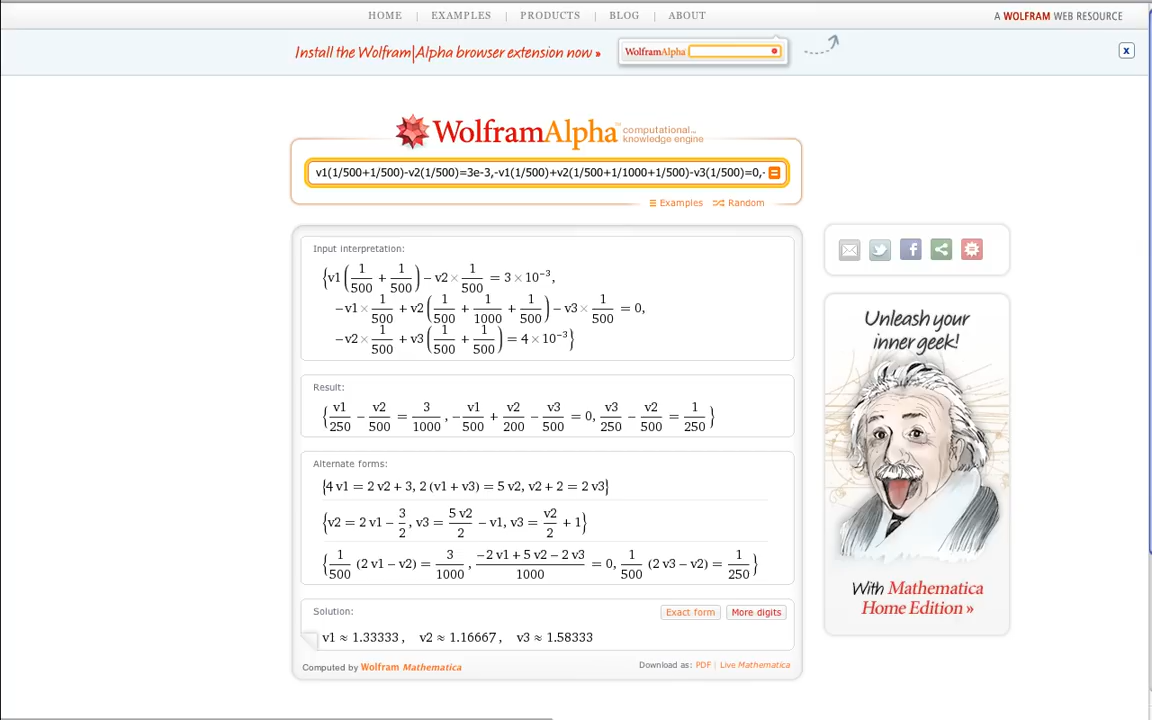 HOME | EXAMPLES | PRODUCTS | BLOG | ABOUT
A WOLFRAM WEB RESOURCE
Install the Wolfram|Alpha browser extension now »
WolframAlpha
x
WolframAlpha™ computational... knowledge engine
v1(1/500+1/500)-v2(1/500)=3e-3,-v1(1/500)+v2(1/500+1/1000+1/500)-v3(1/500)=0,-
Examples Random
Input interpretation:
{v1 (1/500 + 1/500) − v2 × 1/500 = 3 × 10⁻³,
−v1 × 1/500 + v2 (1/500 + 1/1000 + 1/500) − v3 × 1/500 = 0,
−v2 × 1/500 + v3 (1/500 + 1/500) = 4 × 10⁻³}
Result:
{v1/250 − v2/500 = 3/1000, −v1/500 + v2/200 − v3/500 = 0, v3/250 − v2/500 = 1/250}
Alternate forms:
{4 v1 = 2 v2 + 3, 2 (v1 + v3) = 5 v2, v2 + 2 = 2 v3}
{v2 = 2 v1 − 3/2, v3 = 5 v2/2 − v1, v3 = v2/2 + 1}
{1/500 (2 v1 − v2) = 3/1000, (−2 v1 + 5 v2 − 2 v3)/1000 = 0, 1/500 (2 v3 − v2) = 1/250}
Solution:
Exact form More digits
v1 ≈ 1.33333, v2 ≈ 1.16667, v3 ≈ 1.58333
Computed by Wolfram Mathematica
Download as: PDF | Live Mathematica
Unleash your
inner geek!
With Mathematica
Home Edition »